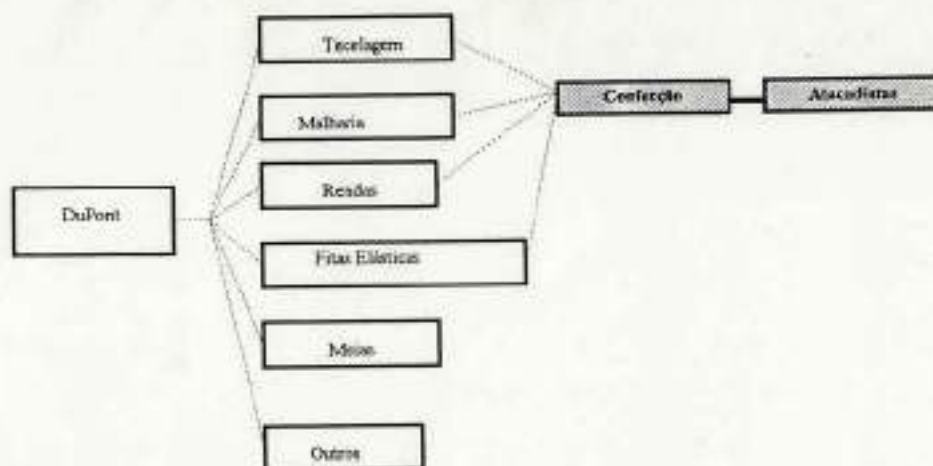 Tecelagem
Confecção
Atacadistas
Malharia
Rendas
DuPont
Fitas Elásticas
Meias
Outros